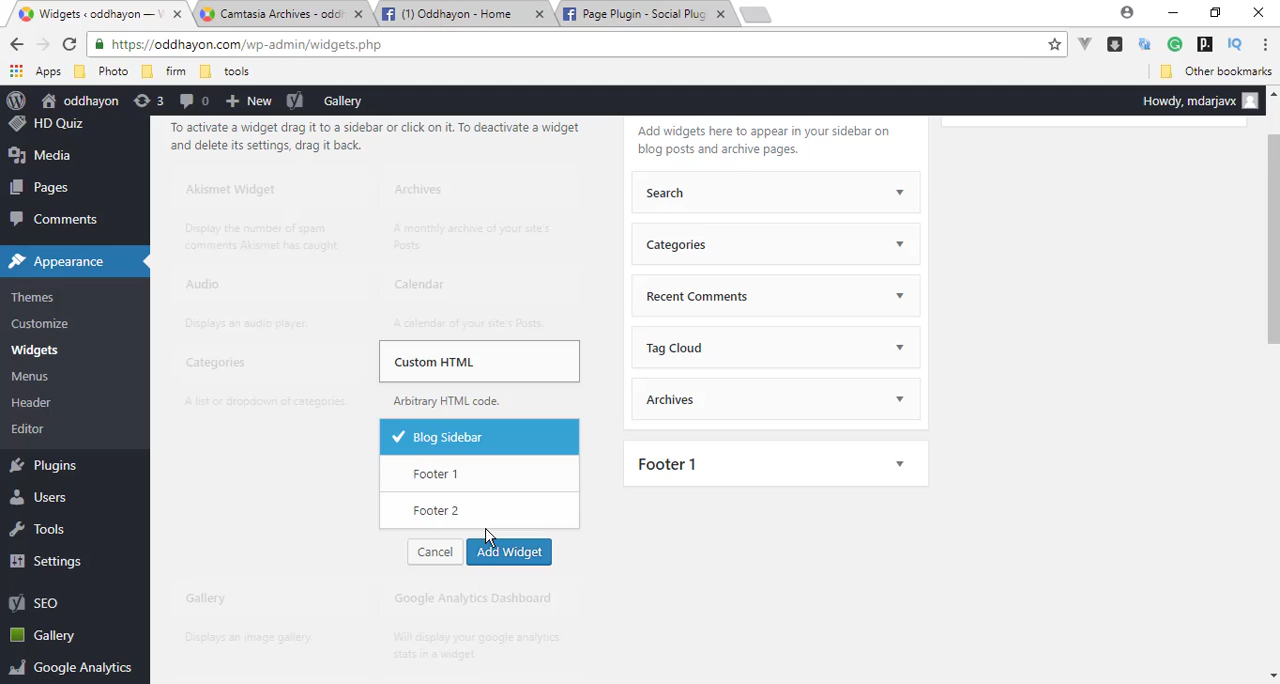 Widgets ‹ oddhayon — W
Camtasia Archives - oddh
(1) Oddhayon - Home
Page Plugin - Social Plug
https://oddhayon.com/wp-admin/widgets.php
Apps
Photo
firm
tools
Other bookmarks
oddhayon
3
0
New
Gallery
Howdy, mdarjavx
HD Quiz
Media
Pages
Comments
Appearance
Themes
Customize
Widgets
Menus
Header
Editor
Plugins
Users
Tools
Settings
SEO
Gallery
Google Analytics
To activate a widget drag it to a sidebar or click on it. To deactivate a widget
and delete its settings, drag it back.
Akismet Widget
Archives
Display the number of spam
comments Akismet has caught
A monthly archive of your site's
Posts.
Audio
Calendar
Displays an audio player.
A calendar of your site's Posts.
Categories
Custom HTML
A list or dropdown of categories.
Arbitrary HTML code.
Blog Sidebar
Footer 1
Footer 2
Cancel
Add Widget
Gallery
Google Analytics Dashboard
Displays an image gallery.
Will display your google analytics
stats in a widget
Add widgets here to appear in your sidebar on
blog posts and archive pages.
Search
Categories
Recent Comments
Tag Cloud
Archives
Footer 1